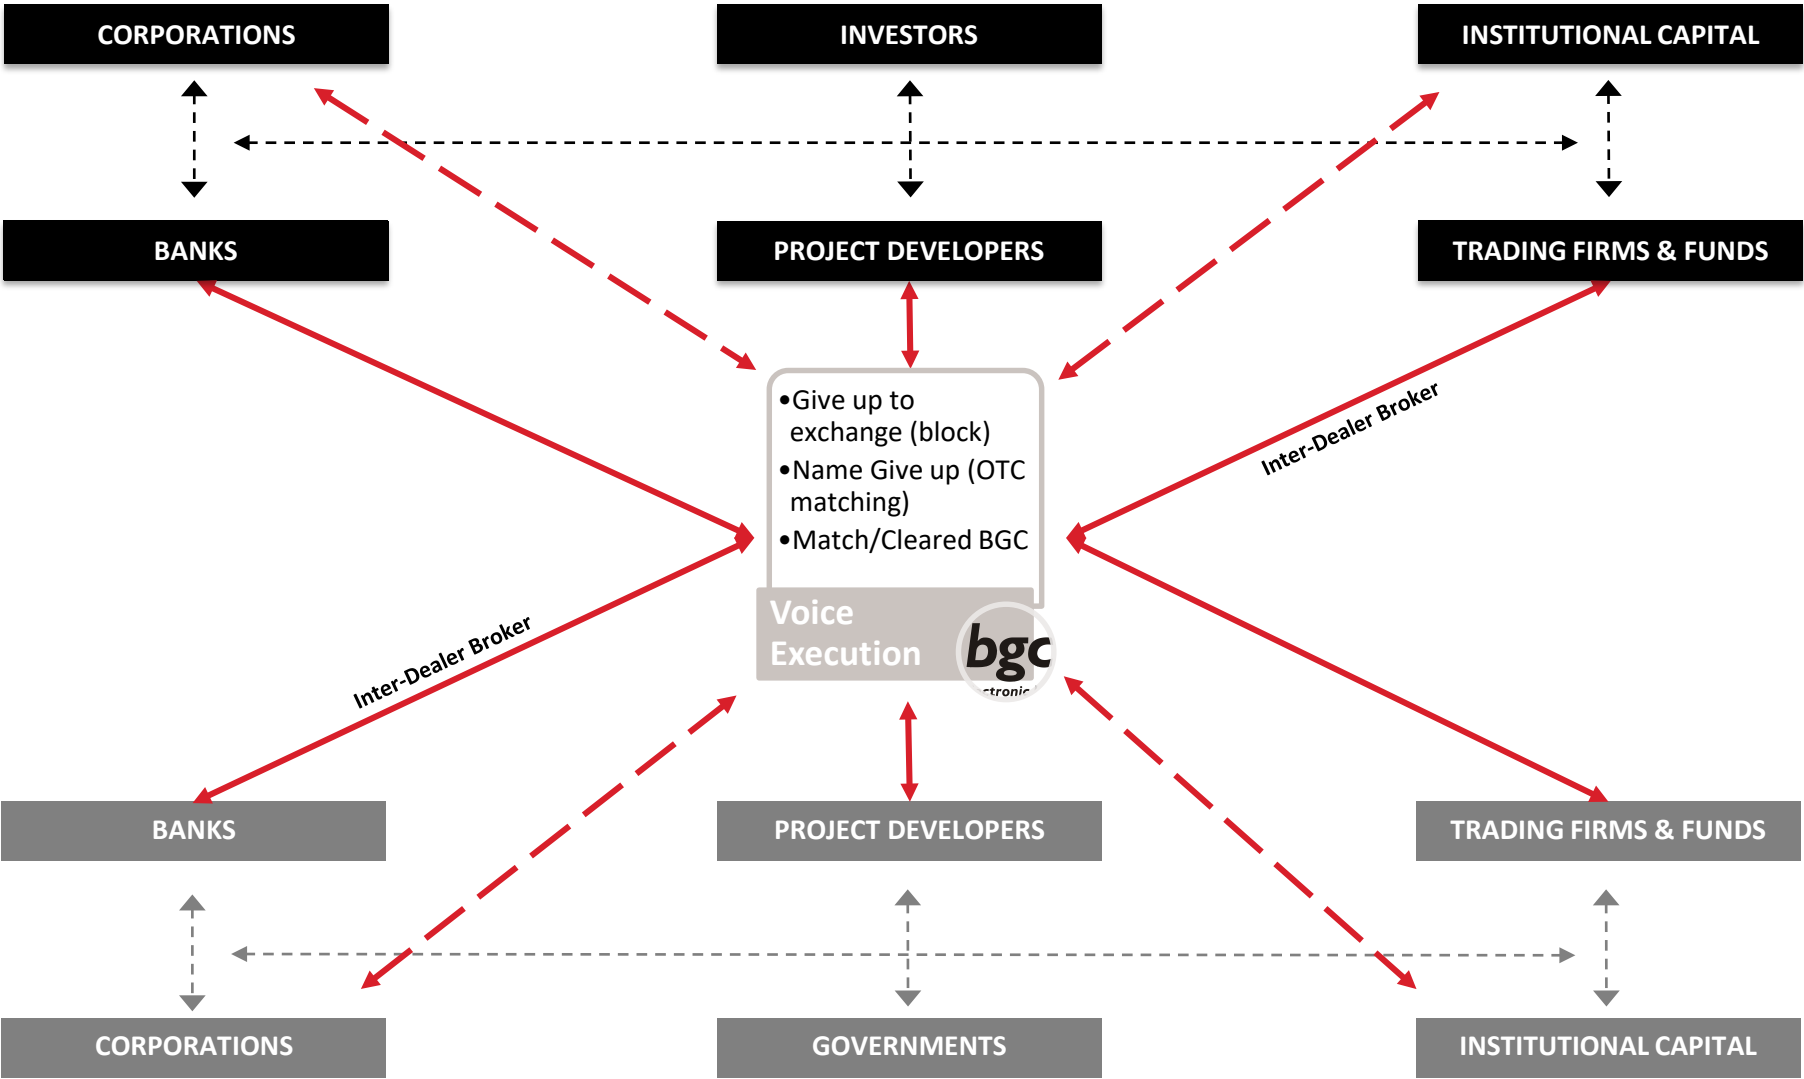 CORPORATIONS
INVESTORS
INSTITUTIONAL CAPITAL
BANKS
PROJECT DEVELOPERS
TRADING FIRMS & FUNDS
•Give up to
exchange (block)
•Name Give up (OTC
matching)
•Match/Cleared BGC
Inter-Dealer Broker
Inter-Dealer Broker
Voice
Execution
bgc
ctronic
BANKS
PROJECT DEVELOPERS
TRADING FIRMS & FUNDS
CORPORATIONS
GOVERNMENTS
INSTITUTIONAL CAPITAL